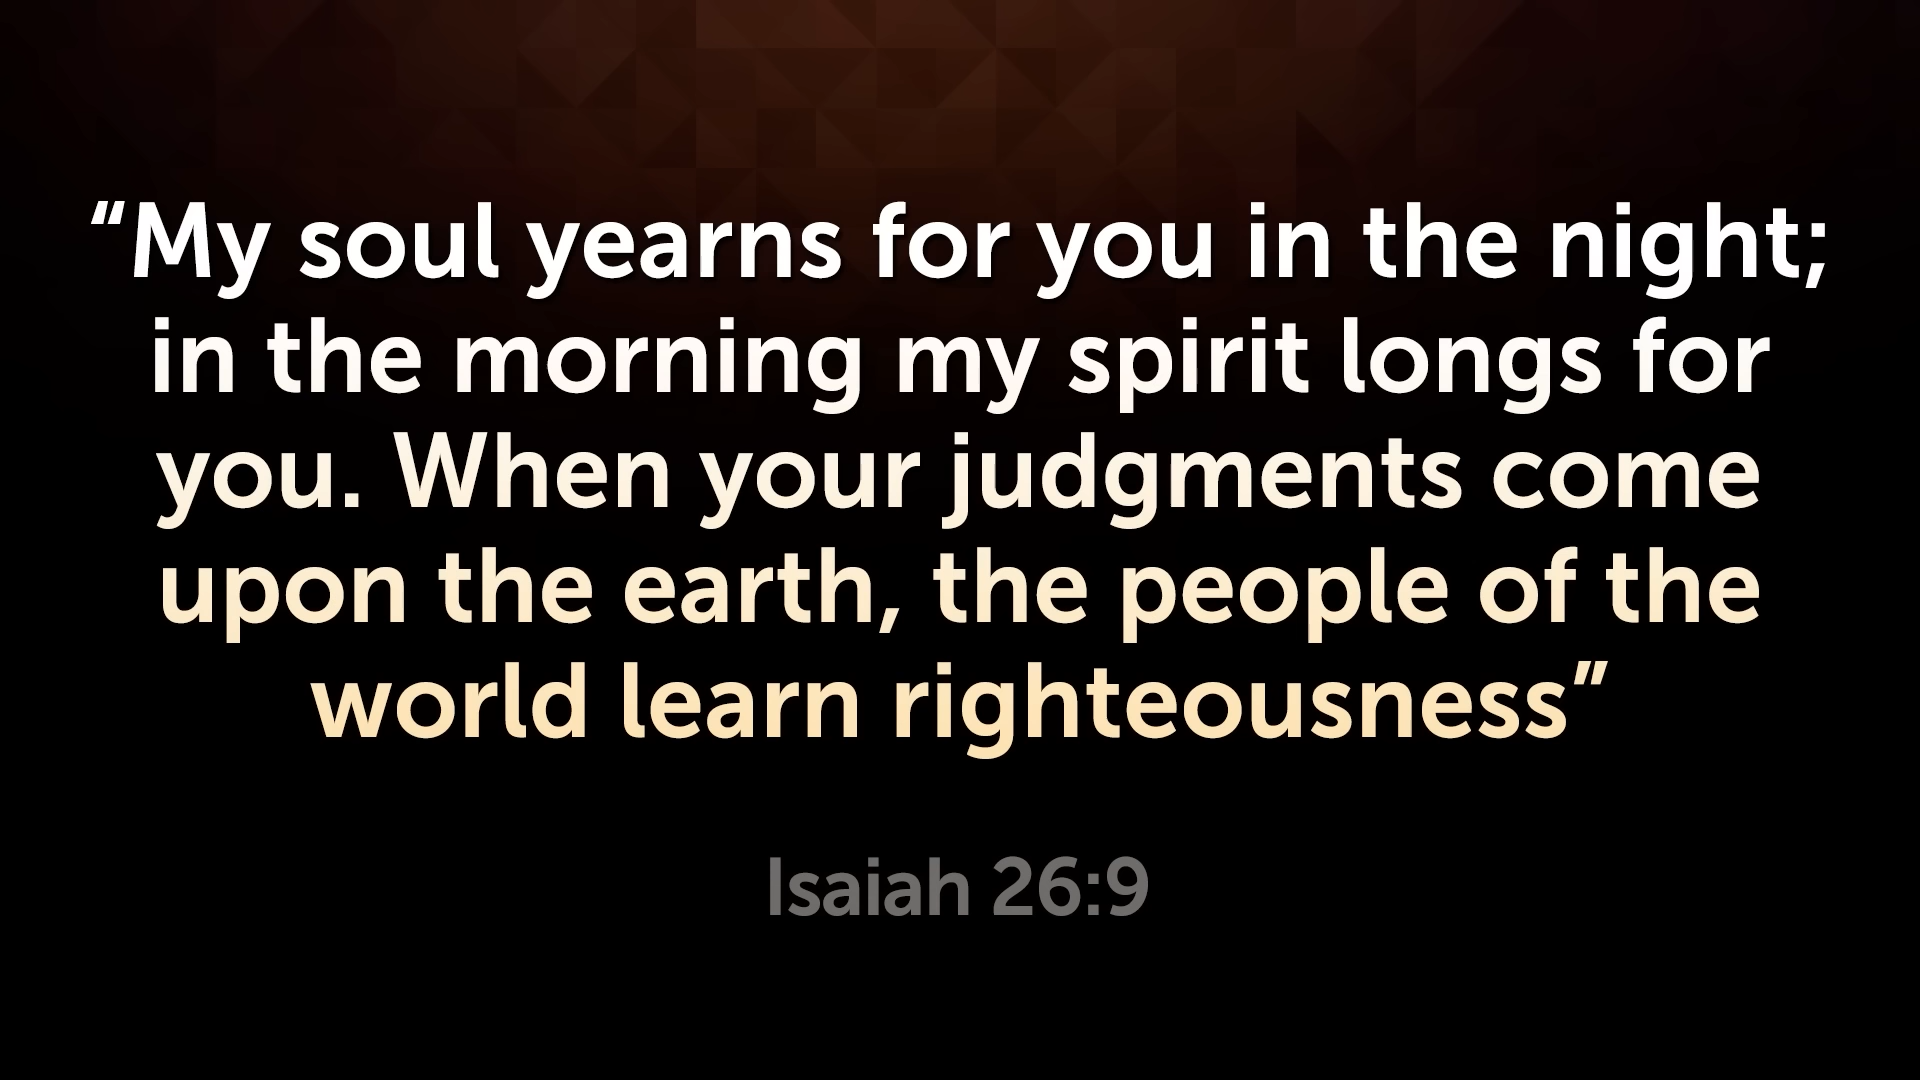 “My soul yearns for you in the night;
in the morning my spirit longs for
you. When your judgments come
upon the earth, the people of the
world learn righteousness”
Isaiah 26:9